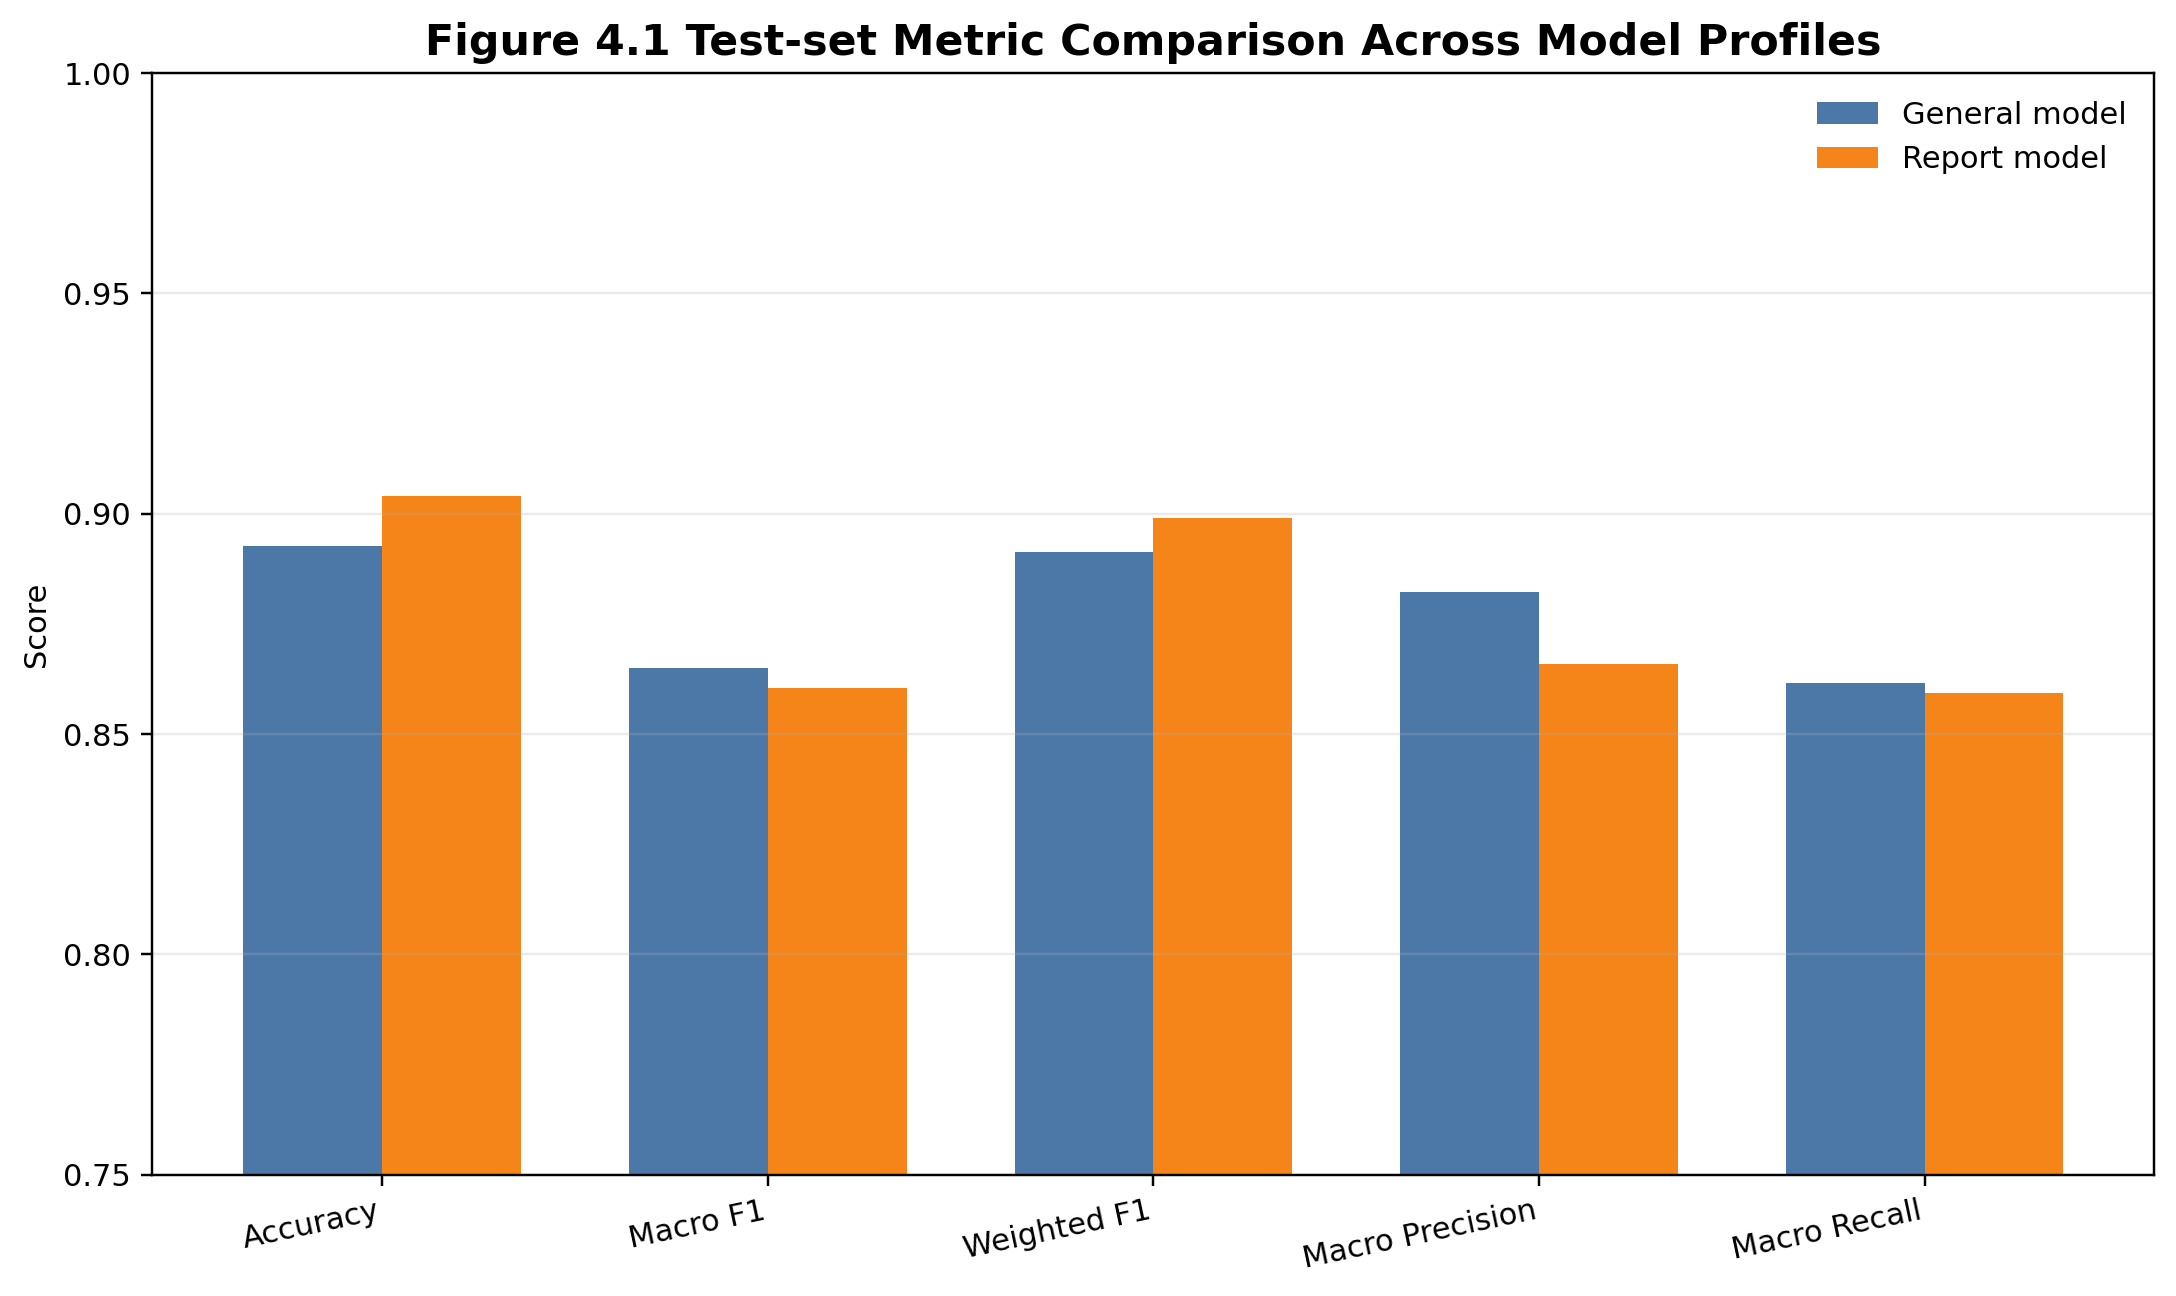 Figure 4.1 Test-set Metric Comparison Across Model Profiles
General model
Report model
Score
1.00
0.95
0.90
0.85
0.80
0.75
Accuracy
Macro F1
Weighted F1
Macro Precision
Macro Recall